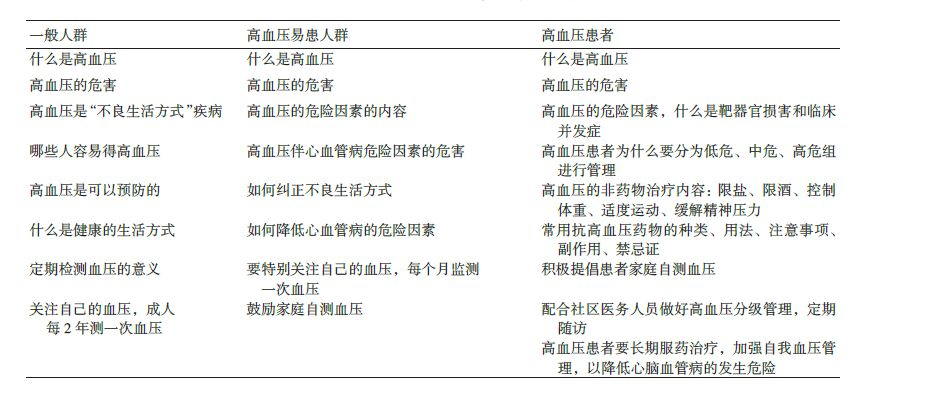 一般人群 高血压易患人群 高血压患者
什么是高血压 什么是高血压 什么是高血压
高血压的危害 高血压的危害 高血压的危害
高血压是“不良生活方式”疾病 高血压的危险因素的内容 高血压的危险因素，什么是靶器官损害和临床
并发症
哪些人容易得高血压 高血压伴心血管病危险因素的危害 高血压患者为什么要分为低危、中危、高危组
进行管理
高血压是可以预防的 如何纠正不良生活方式 高血压的非药物治疗内容：限盐、限酒、控制
体重、适度运动、缓解精神压力
什么是健康的生活方式 如何降低心血管病的危险因素 常用抗高血压药物的种类、用法、注意事项、
副作用、禁忌证
定期检测血压的意义 要特别关注自己的血压，每个月监测 积极提倡患者家庭自测血压
一次血压
关注自己的血压，成人 鼓励家庭自测血压 配合社区医务人员做好高血压分级管理，定期
每 2 年测一次血压 随访
高血压患者要长期服药治疗，加强自我血压管
理，以降低心脑血管病的发生危险